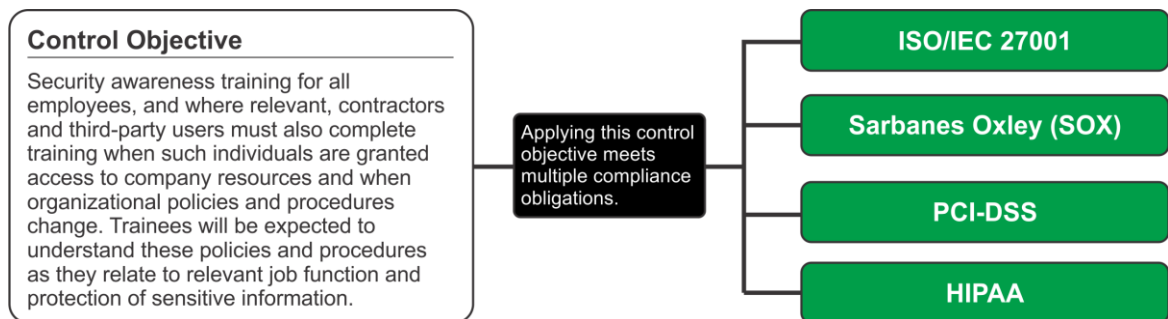 Control Objective
Security awareness training for all
employees, and where relevant, contractors
and third-party users must also complete
training when such individuals are granted
access to company resources and when
organizational policies and procedures
change. Trainees will be expected to
understand these policies and procedures
as they relate to relevant job function and
protection of sensitive information.
Applying this control
objective meets
multiple compliance
obligations.
ISO/IEC 27001
Sarbanes Oxley (SOX)
PCI-DSS
HIPAA